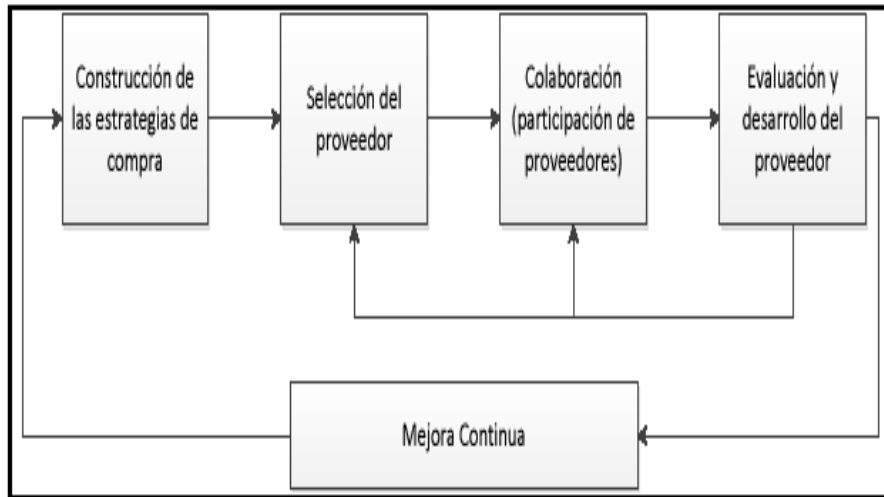 Construcción de
las estrategias de
compra
Selección del
proveedor
Colaboración
(participación de
proveedores)
Evaluación y
desarrollo del
proveedor
Mejora Continua